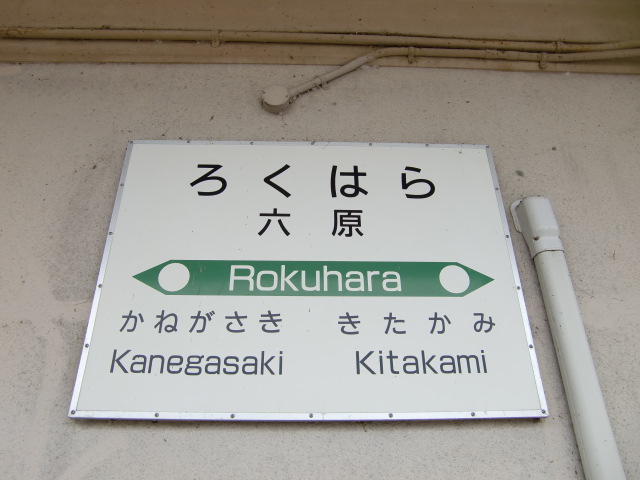 ろくはら
六原
Rokuhara
かねがさき きたかみ
Kanegasaki Kitakami